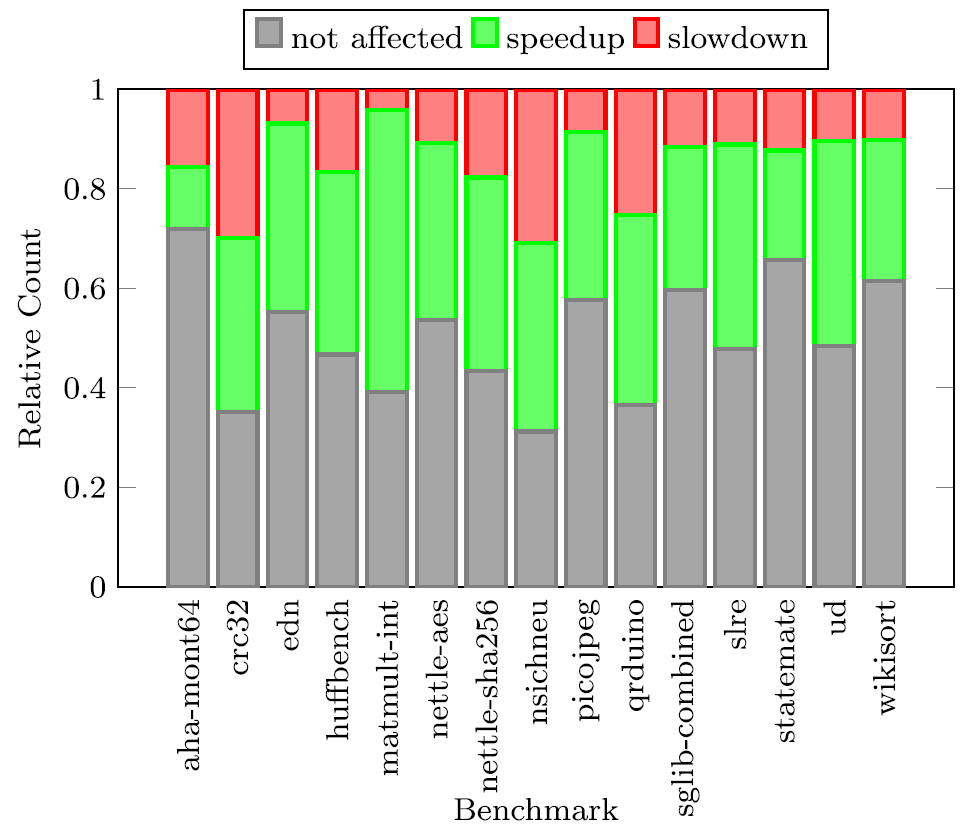 not affected speedup slowdown
Relative Count
1
0.8
0.6
0.4
0.2
0
aha-mont64
crc32
edn
huffbench
matmult-int
nettle-aes
nettle-sha256
nsichneu
picojpeg
qrduino
sglib-combined
slre
statemate
ud
wikisort
Benchmark